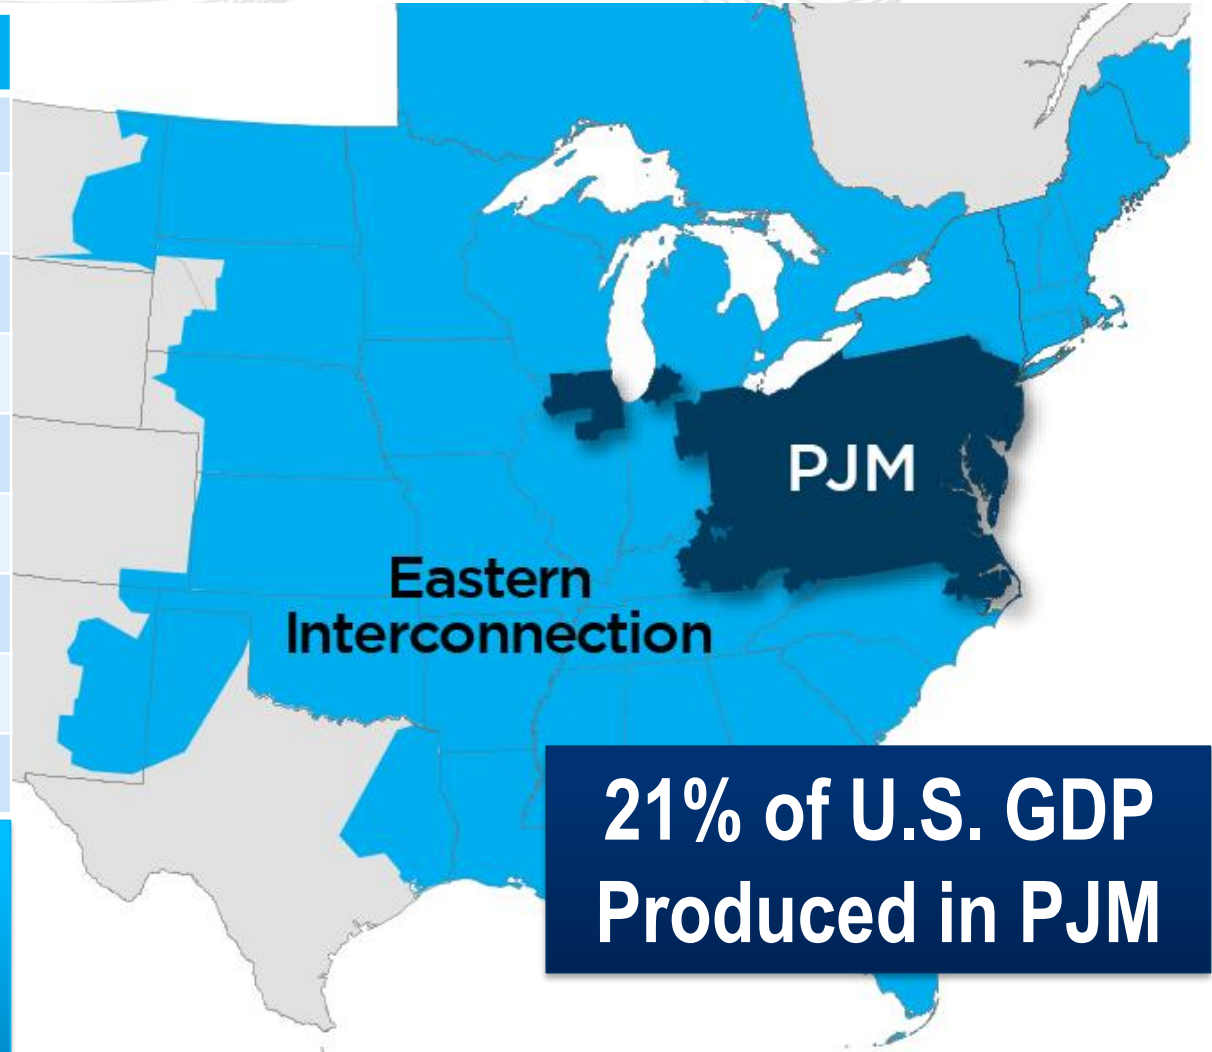 PJM
Eastern
Interconnection
21% of U.S. GDP
Produced in PJM